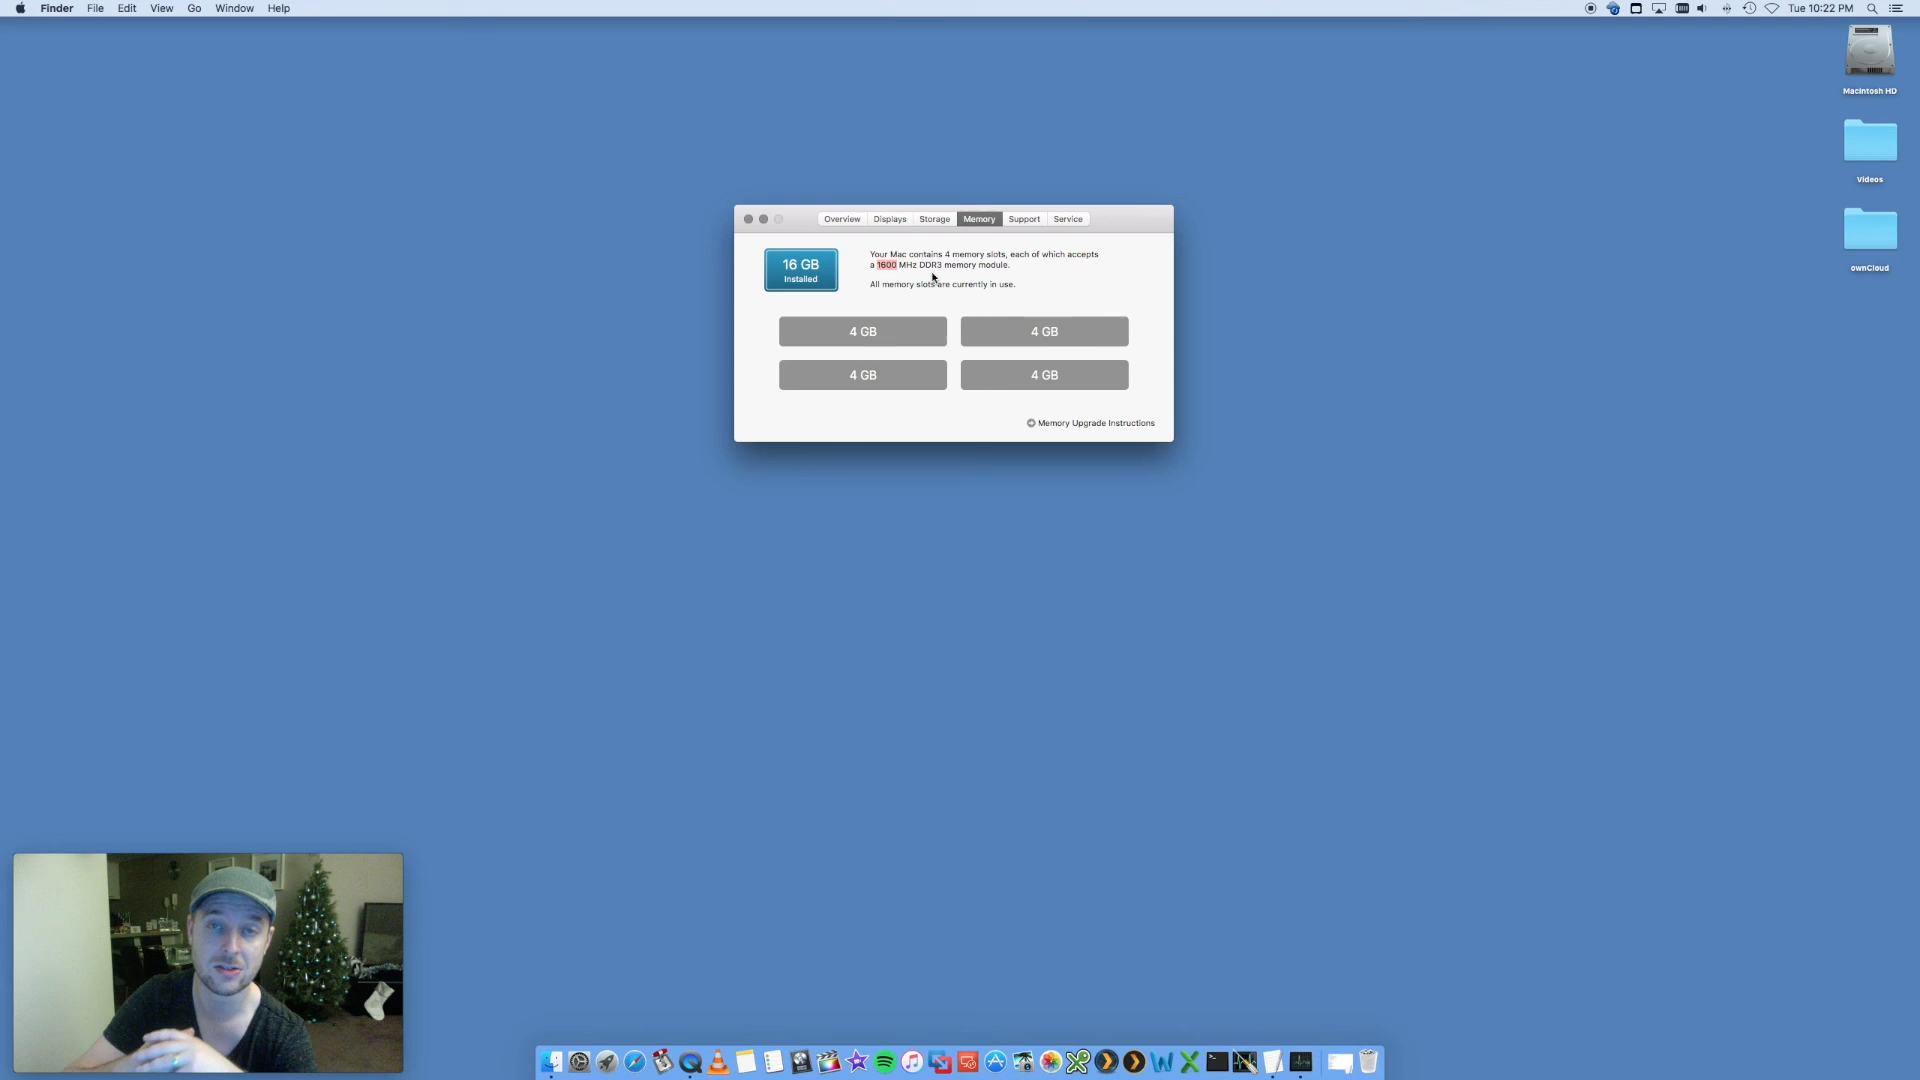 Finder File Edit View Go Window Help
Tue 10:22 PM
Macintosh HD
Videos
ownCloud
Overview Displays Storage Memory Support Service
16 GB
Installed
Your Mac contains 4 memory slots, each of which accepts
a 1600 MHz DDR3 memory module.
All memory slots are currently in use.
4 GB 4 GB
4 GB 4 GB
Memory Upgrade Instructions